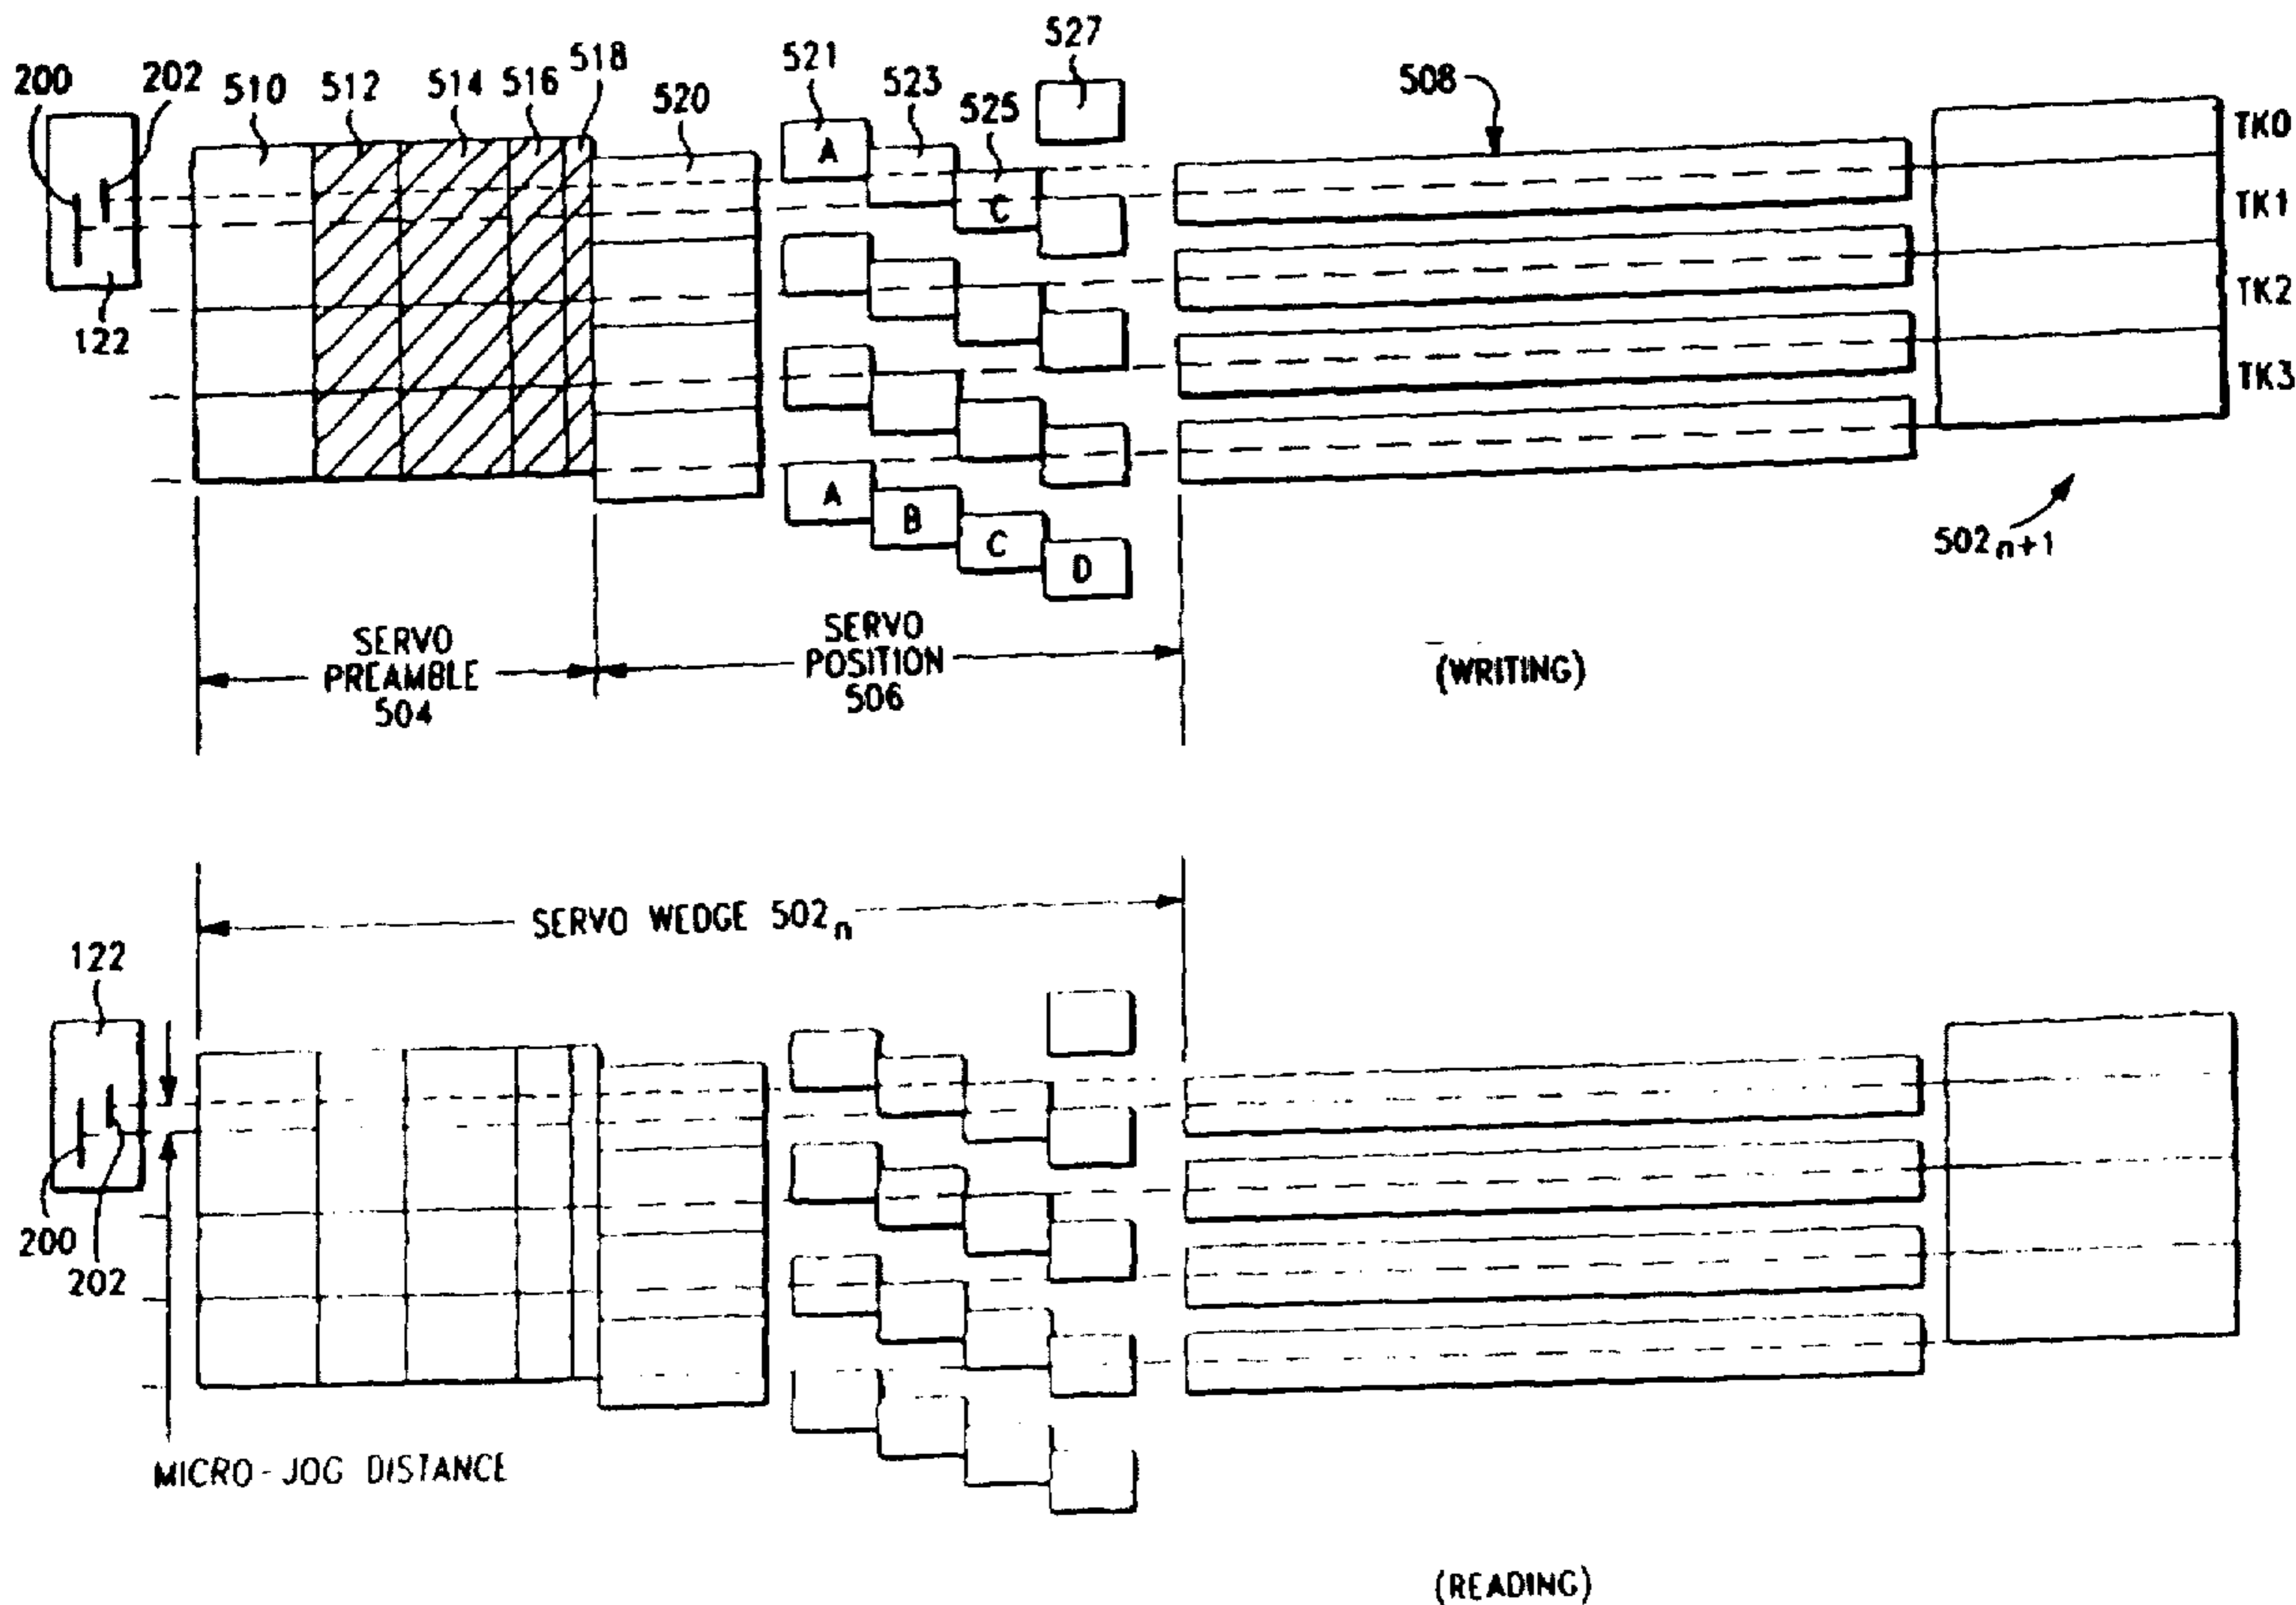 200
202
510
512
514
516
518
520
521
523
525
527
508
TK0
TK1
TK2
TK3
A
C
122
A
B
C
D
502n+1
SERVO
PREAMBLE
504
SERVO
POSITION
506
(WRITING)
SERVO WEDGE 502n
122
200
202
MICRO-JOG DISTANCE
(READING)